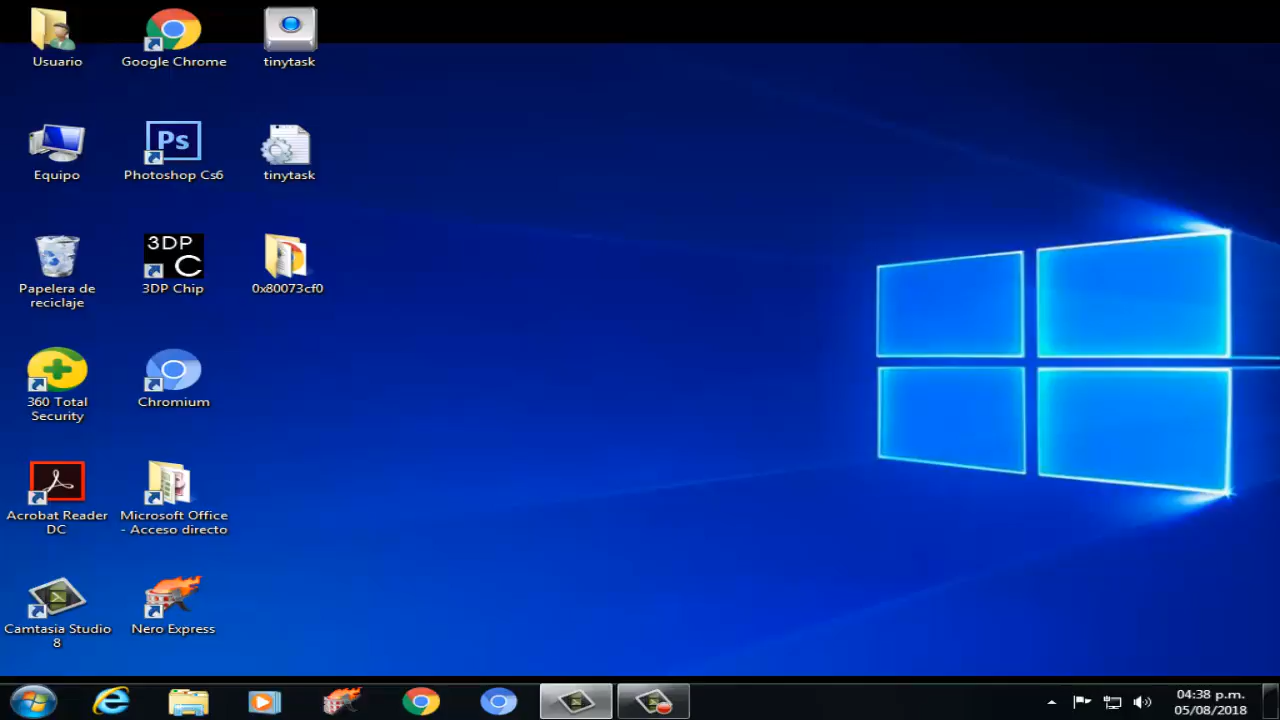 Usuario
Google Chrome
tinytask
Equipo
Ps
Photoshop Cs6
tinytask
Papelera de
reciclaje
3DP
C
3DP Chip
0x80073cf0
360 Total
Security
Chromium
Acrobat Reader
DC
Microsoft Office
- Acceso directo
Camtasia Studio
8
Nero Express
04:38 p.m.
05/08/2018